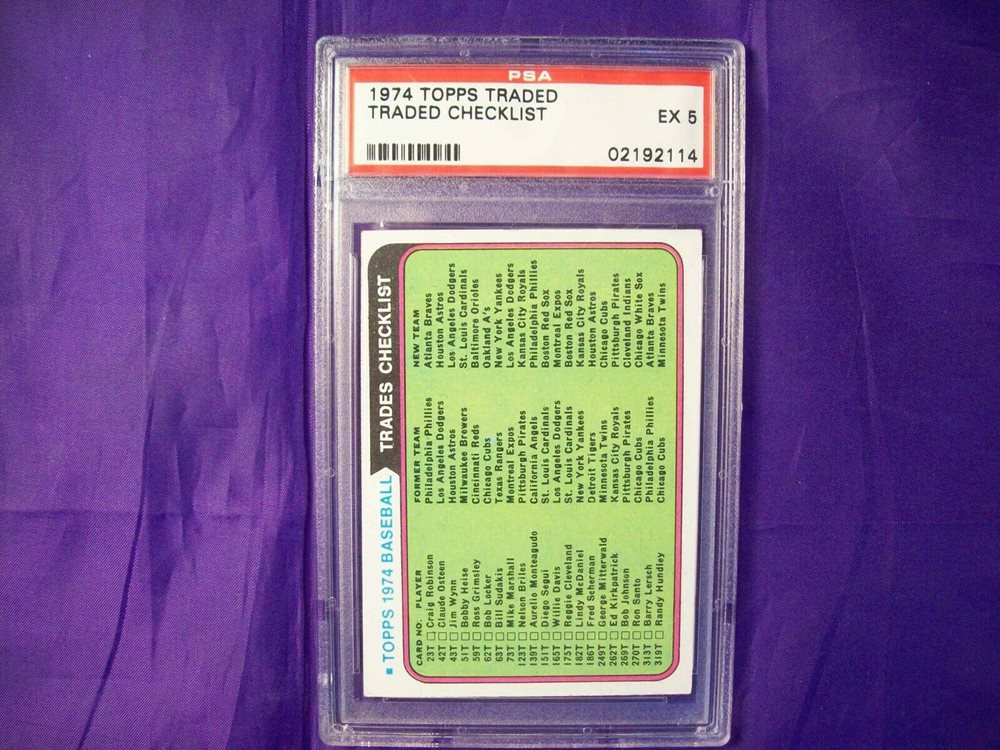 PSA
1974 TOPPS TRADED
TRADED CHECKLIST EX 5
02192114
TOPPS 1974 BASEBALL TRADES CHECKLIST
CARD NO. PLAYER FORMER TEAM NEW TEAM
23T Craig Robinson Philadelphia Phillies Atlanta Braves
42T Claude Osteen Los Angeles Dodgers Houston Astros
43T Jim Wynn Houston Astros Los Angeles Dodgers
51T Bobby Heise Milwaukee Brewers St. Louis Cardinals
59T Ross Grimsley Cincinnati Reds Baltimore Orioles
62T Bob Locker Chicago Cubs Oakland A's
63T Bill Sudakis Texas Rangers New York Yankees
73T Mike Marshall Montreal Expos Los Angeles Dodgers
123T Nelson Briles Pittsburgh Pirates Kansas City Royals
139T Aurelio Monteagudo California Angels Philadelphia Phillies
151T Diego Segui St. Louis Cardinals Boston Red Sox
165T Willie Davis Los Angeles Dodgers Montreal Expos
175T Reggie Cleveland St. Louis Cardinals Boston Red Sox
182T Lindy McDaniel New York Yankees Kansas City Royals
186T Fred Scherman Detroit Tigers Houston Astros
249T George Mitterwald Minnesota Twins Chicago Cubs
262T Ed Kirkpatrick Kansas City Royals Pittsburgh Pirates
269T Bob Johnson Pittsburgh Pirates Cleveland Indians
270T Ron Santo Chicago Cubs Chicago White Sox
313T Barry Lersch Philadelphia Phillies Atlanta Braves
319T Randy Hundley Chicago Cubs Minnesota Twins